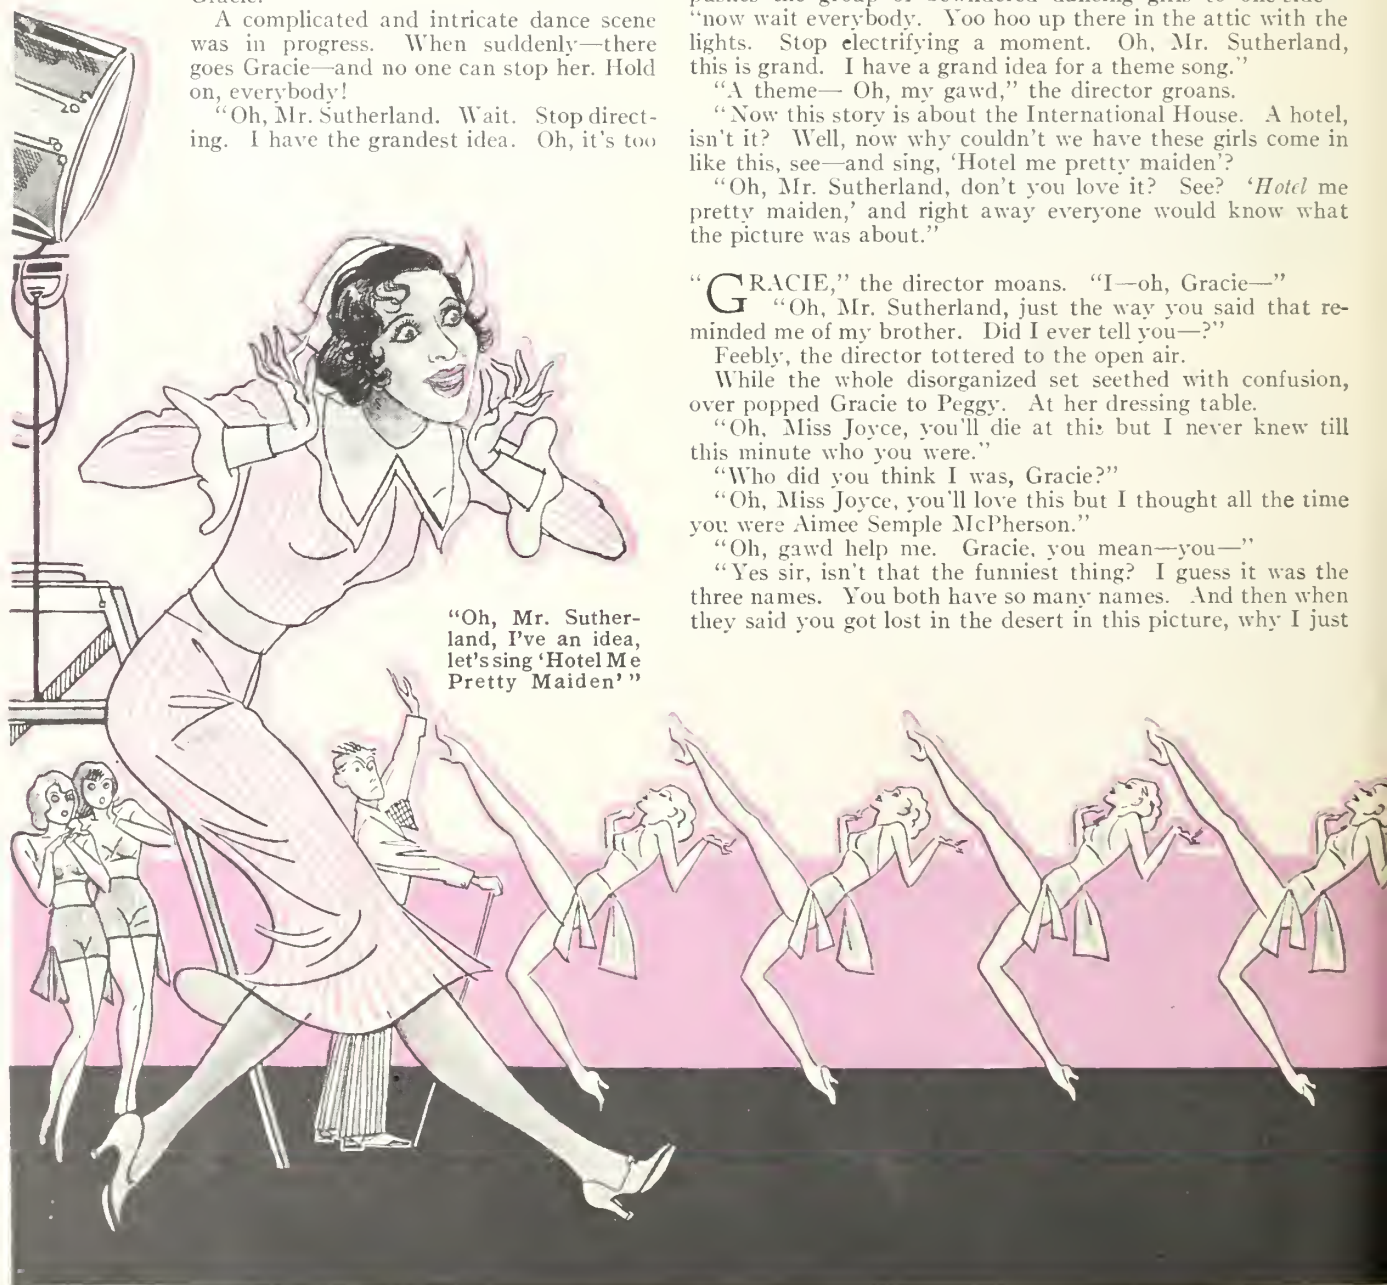 Gracie.
A complicated and intricate dance scene
was in progress. When suddenly—there
goes Gracie—and no one can stop her. Hold
on, everybody!
"Oh, Mr. Sutherland. Wait. Stop direct-
ing. I have the grandest idea. Oh, it's too
pushes the group of bewildered dancing girls to one side
"now wait everybody. Yoo hoo up there in the attic with the
lights. Stop electrifying a moment. Oh, Mr. Sutherland,
this is grand. I have a grand idea for a theme song."
"A theme— Oh, my gawd," the director groans.
"Now this story is about the International House. A hotel,
isn't it? Well, now why couldn't we have these girls come in
like this, see—and sing, 'Hotel me pretty maiden'?
"Oh, Mr. Sutherland, don't you love it? See? 'Hotel me
pretty maiden,' and right away everyone would know what
the picture was about."
"GRACIE," the director moans. "I—oh, Gracie—"
"Oh, Mr. Sutherland, just the way you said that re-
minded me of my brother. Did I ever tell you—?"
Feebly, the director tottered to the open air.
While the whole disorganized set seethed with confusion,
over popped Gracie to Peggy. At her dressing table.
"Oh, Miss Joyce, you'll die at this but I never knew till
this minute who you were."
"Who did you think I was, Gracie?"
"Oh, Miss Joyce, you'll love this but I thought all the time
you were Aimee Semple McPherson."
"Oh, gawd help me. Gracie, you mean—you—"
"Yes sir, isn't that the funniest thing? I guess it was the
three names. You both have so many names. And then when
they said you got lost in the desert in this picture, why I just
"Oh, Mr. Suther-
land, I've an idea,
let's sing 'Hotel Me
Pretty Maiden' "
20